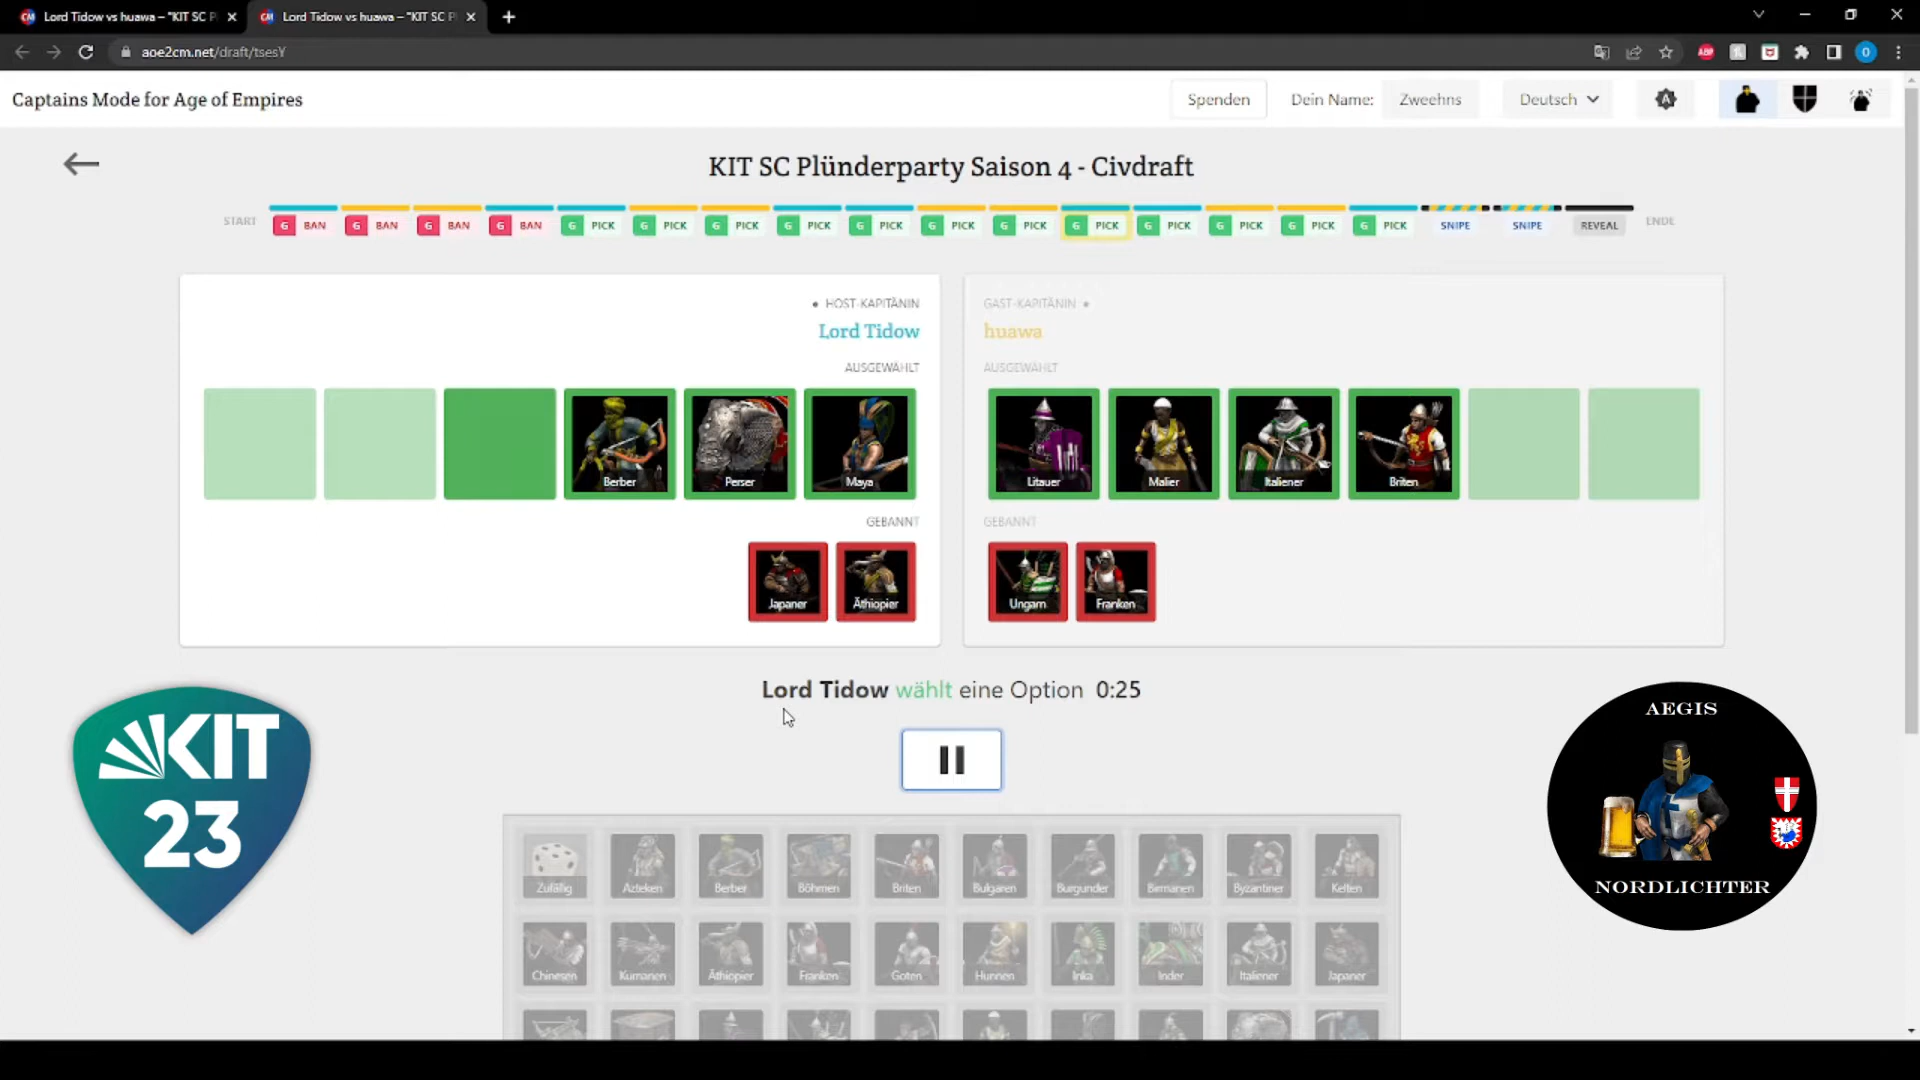 Lord Tidow vs huawa – "KIT SC P
Lord Tidow vs huawa – "KIT SC P
aoe2cm.net/draft/tsesY
ABP
O
Captains Mode for Age of Empires
Spenden
Dein Name:
Zweehns
Deutsch
A
KIT SC Plünderparty Saison 4 - Civdraft
START
G BAN
G BAN
G BAN
G BAN
G PICK
G PICK
G PICK
G PICK
G PICK
G PICK
G PICK
G PICK
G PICK
G PICK
G PICK
G PICK
SNIPE
SNIPE
REVEAL
ENDE
HOST-KAPITÄNIN
Lord Tidow
AUSGEWÄHLT
Berber
Perser
Maya
GEBANNT
Japaner
Äthiopier
GAST-KAPITÄNIN
huawa
AUSGEWÄHLT
Litauer
Malier
Italiener
Briten
GEBANNT
Ungarn
Franken
Lord Tidow wählt eine Option 0:25
KIT
23
AEGIS
NORDLICHTER
Zufällig
Azteken
Berber
Böhmen
Briten
Bulgaren
Burgunder
Birmanen
Byzantiner
Kelten
Chinesen
Kumanen
Äthiopier
Franken
Goten
Hunnen
Inka
Inder
Italiener
Japaner